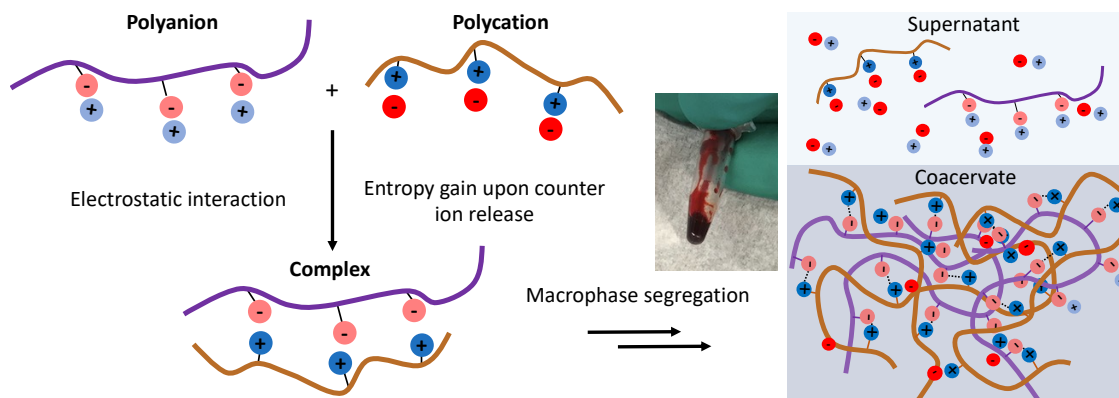 Polyanion
Polycation
+
Supernatant
Electrostatic interaction
Entropy gain upon counter
ion release
Coacervate
Complex
Macrophase segregation